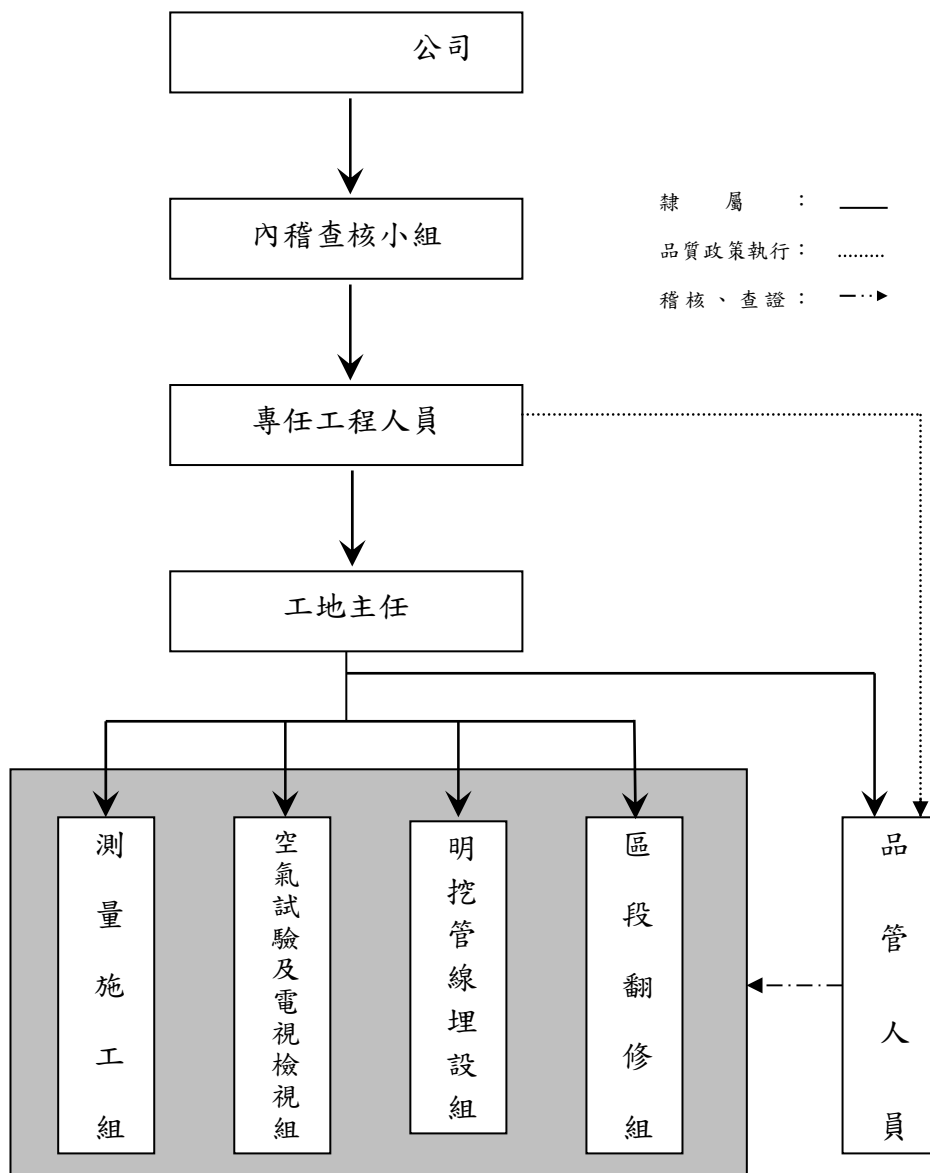 公司
內稽查核小組
隸屬：
品質政策執行：
稽核、查證：
專任工程人員
工地主任
測量施工組
空氣試驗及電視檢視組
明挖管線埋設組
區段翻修組
品管人員